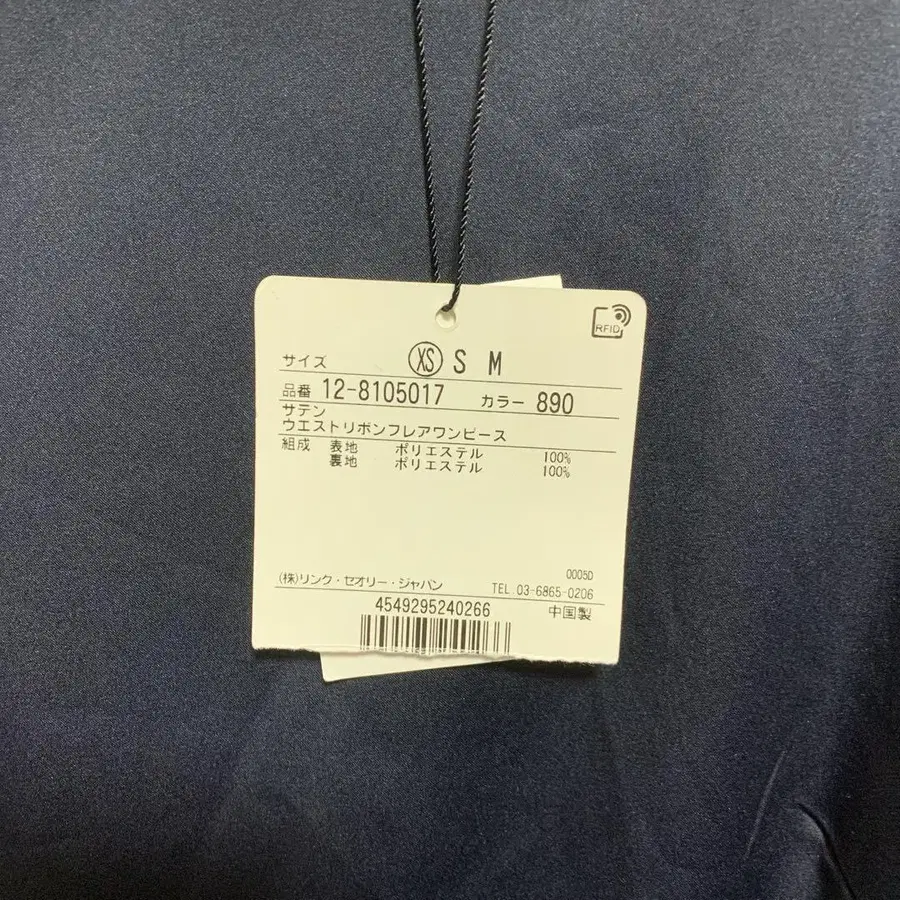 RFID
サイズ XS S M
品番 12-8105017 カラー 890
サテン
ウエストリボンフレアワンピース
組成 表地 ポリエステル 100%
裏地 ポリエステル 100%
0005D
(株)リンク・セオリー・ジャパン TEL.03-6865-0206
4549295240266 中国製